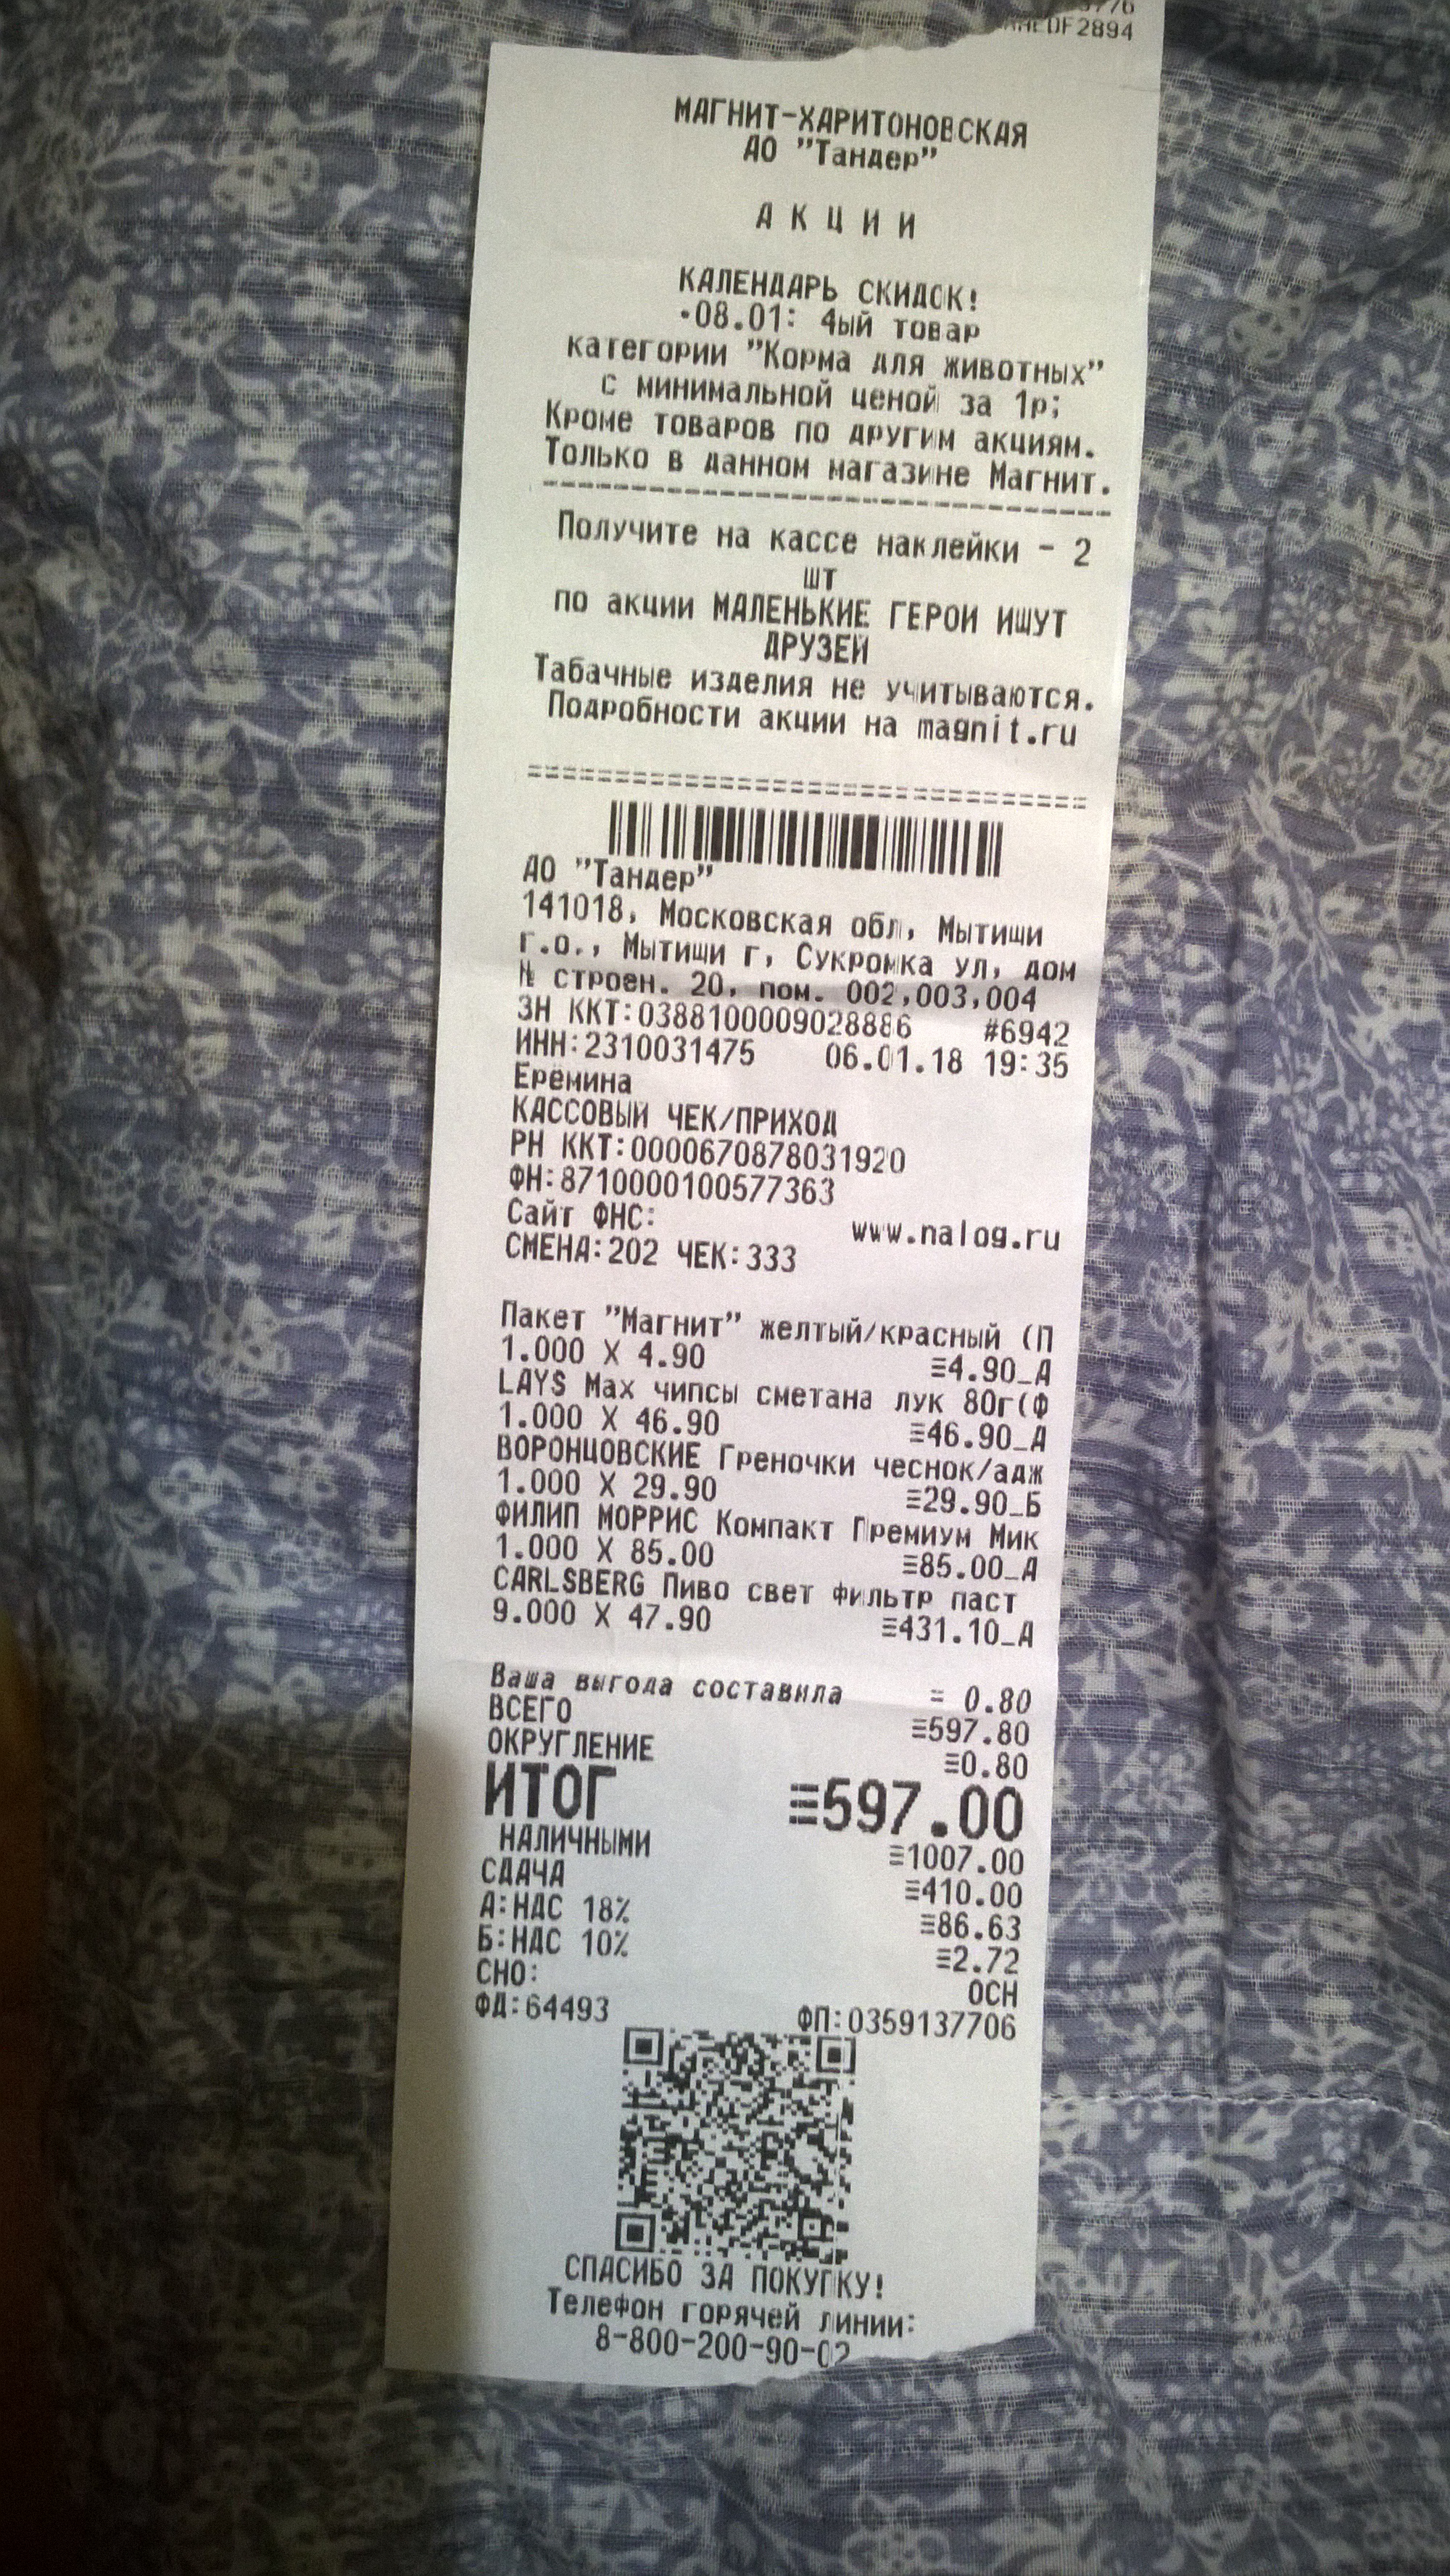 2894
МАГНИТ-ХАРИТОНОВСКАЯ
АО "Тандер"
А К Ц И И
КАЛЕНДАРЬ СКИДОК!
·08.01: 4ый товар
категории "Корма для животных"
с минимальной ценой за 1р;
Кроме товаров по другим акциям.
Только в данном магазине Магнит.
--------------------------------
Получите на кассе наклейки - 2
шт
по акции МАЛЕНЬКИЕ ГЕРОИ ИЩУТ
ДРУЗЕЙ
Табачные изделия не учитываются.
Подробности акции на magnit.ru
================================
АО "Тандер"
141018, Московская обл, Мытищи
г.о., Мытищи г, Сукромка ул, дом
№ строен. 20, пом. 002,003,004
ЗН ККТ:0388100009028886 #6942
ИНН:2310031475 06.01.18 19:35
Еремина
КАССОВЫЙ ЧЕК/ПРИХОД
РН ККТ:0000670878031920
ФН:8710000100577363
Сайт ФНС: www.nalog.ru
СМЕНА:202 ЧЕК:333
Пакет "Магнит" желтый/красный (П
1.000 X 4.90 ≡4.90_А
LAYS Max чипсы сметана лук 80г(Ф
1.000 X 46.90 ≡46.90_А
ВОРОНЦОВСКИЕ Греночки чеснок/адж
1.000 X 29.90 ≡29.90_Б
ФИЛИП МОРРИС Компакт Премиум Мик
1.000 X 85.00 ≡85.00_А
CARLSBERG Пиво свет фильтр паст
9.000 X 47.90 ≡431.10_А
Ваша выгода составила = 0.80
ВСЕГО ≡597.80
ОКРУГЛЕНИЕ ≡0.80
ИТОГ ≡597.00
НАЛИЧНЫМИ ≡1007.00
СДАЧА ≡410.00
А:НДС 18% ≡86.63
Б:НДС 10% ≡2.72
СНО: ОСН
ФД:64493 ФП:0359137706
СПАСИБО ЗА ПОКУПКУ!
Телефон горячей линии:
8-800-200-90-02